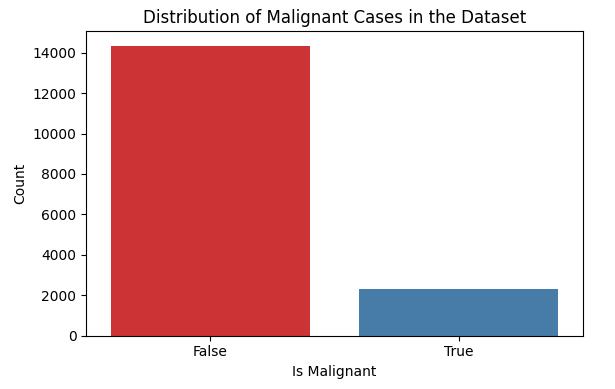 Distribution of Malignant Cases in the Dataset
14000
12000
10000
8000
6000
4000
2000
0
Count
False
True
Is Malignant